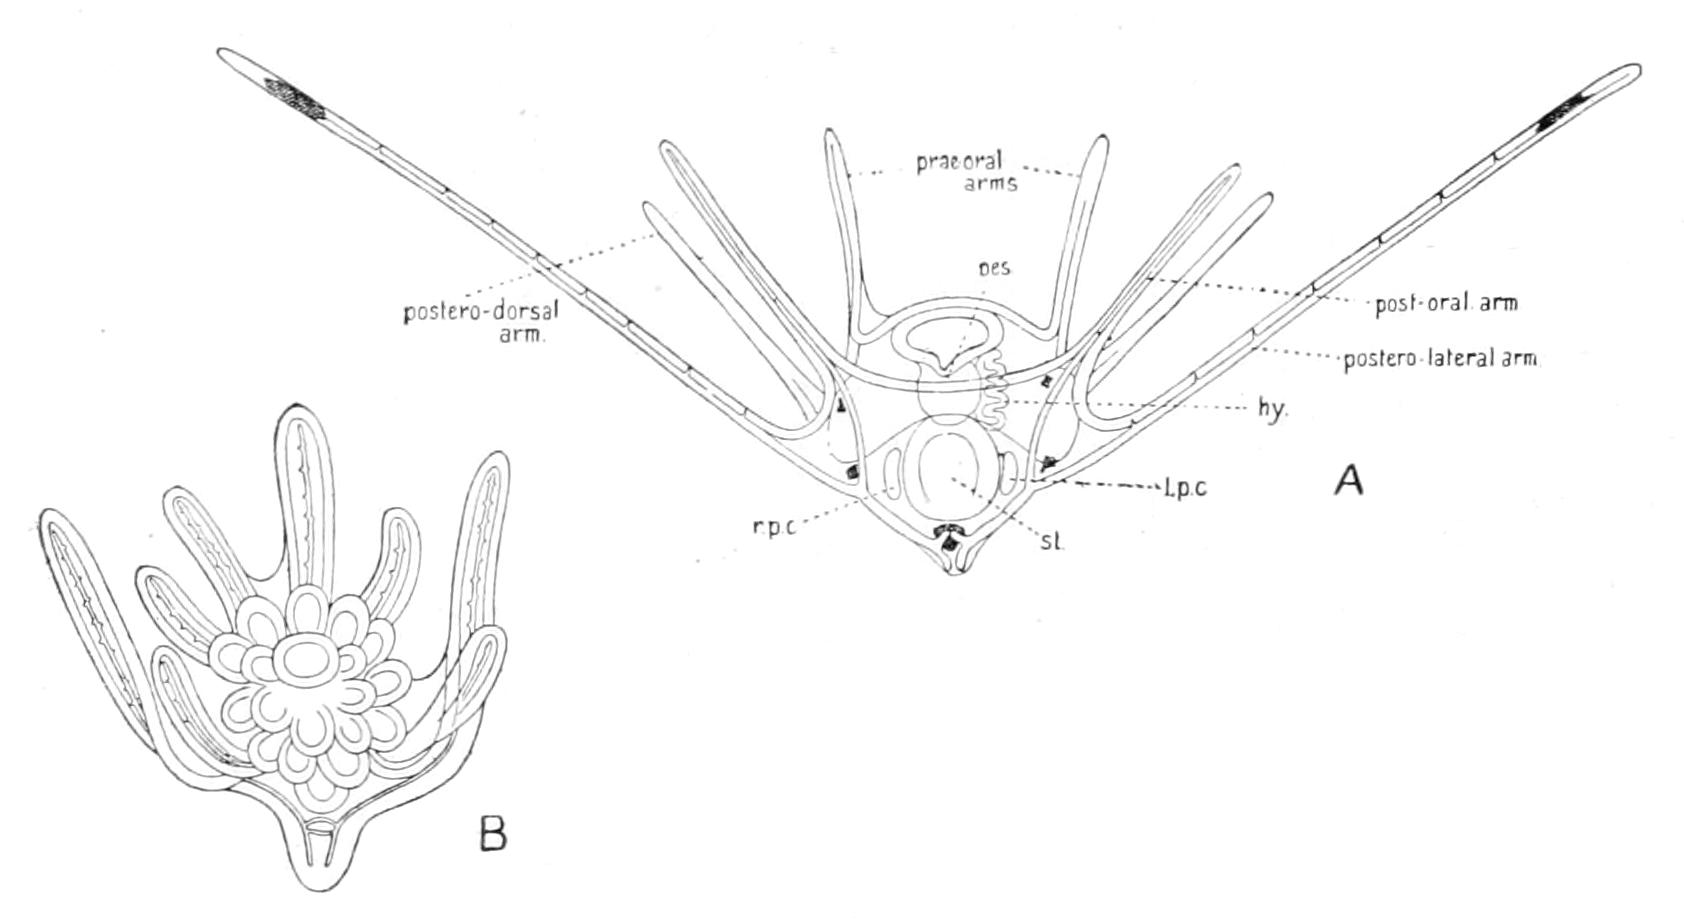 praeoral
arms
oes
postero-dorsal
arm.
post-oral. arm
postero-lateral arm.
hy.
A
l.p.c
r.p.c
st.
B